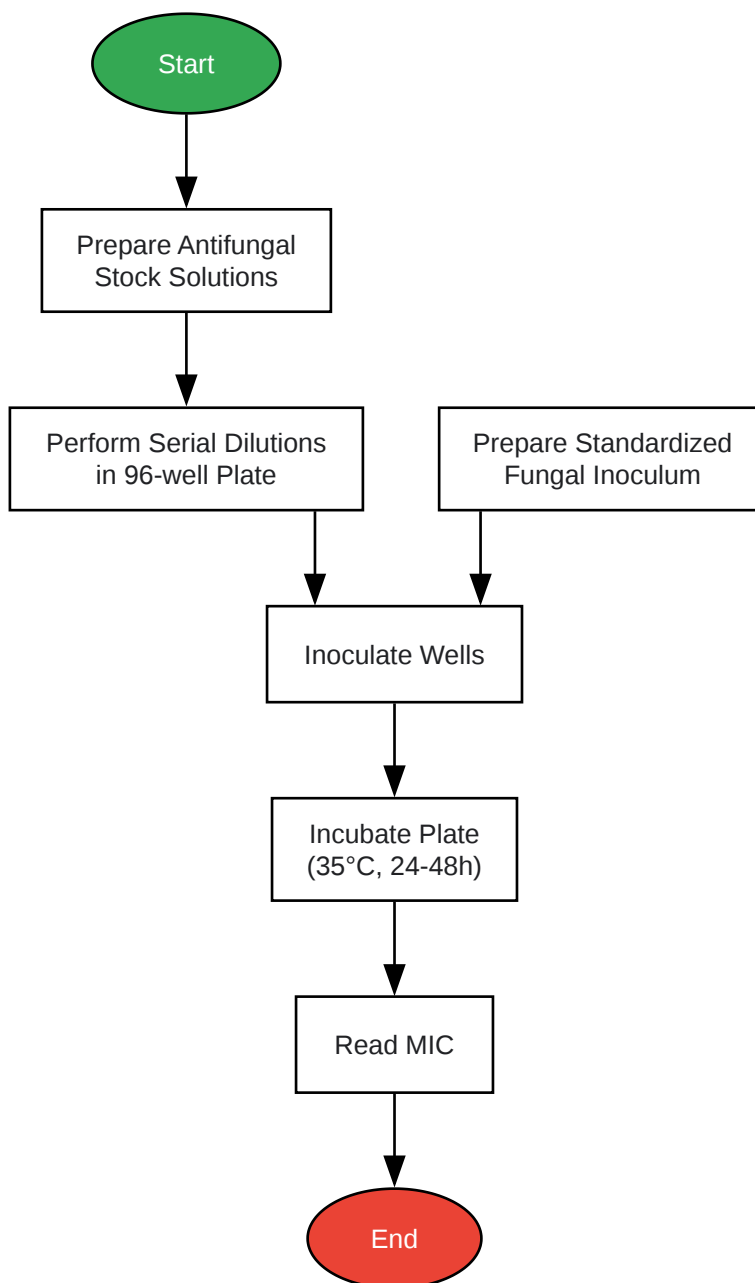 Start
Prepare Antifungal
Stock Solutions
Perform Serial Dilutions
in 96-well Plate
Prepare Standardized
Fungal Inoculum
Inoculate Wells
Incubate Plate
(35°C, 24-48h)
Read MIC
End